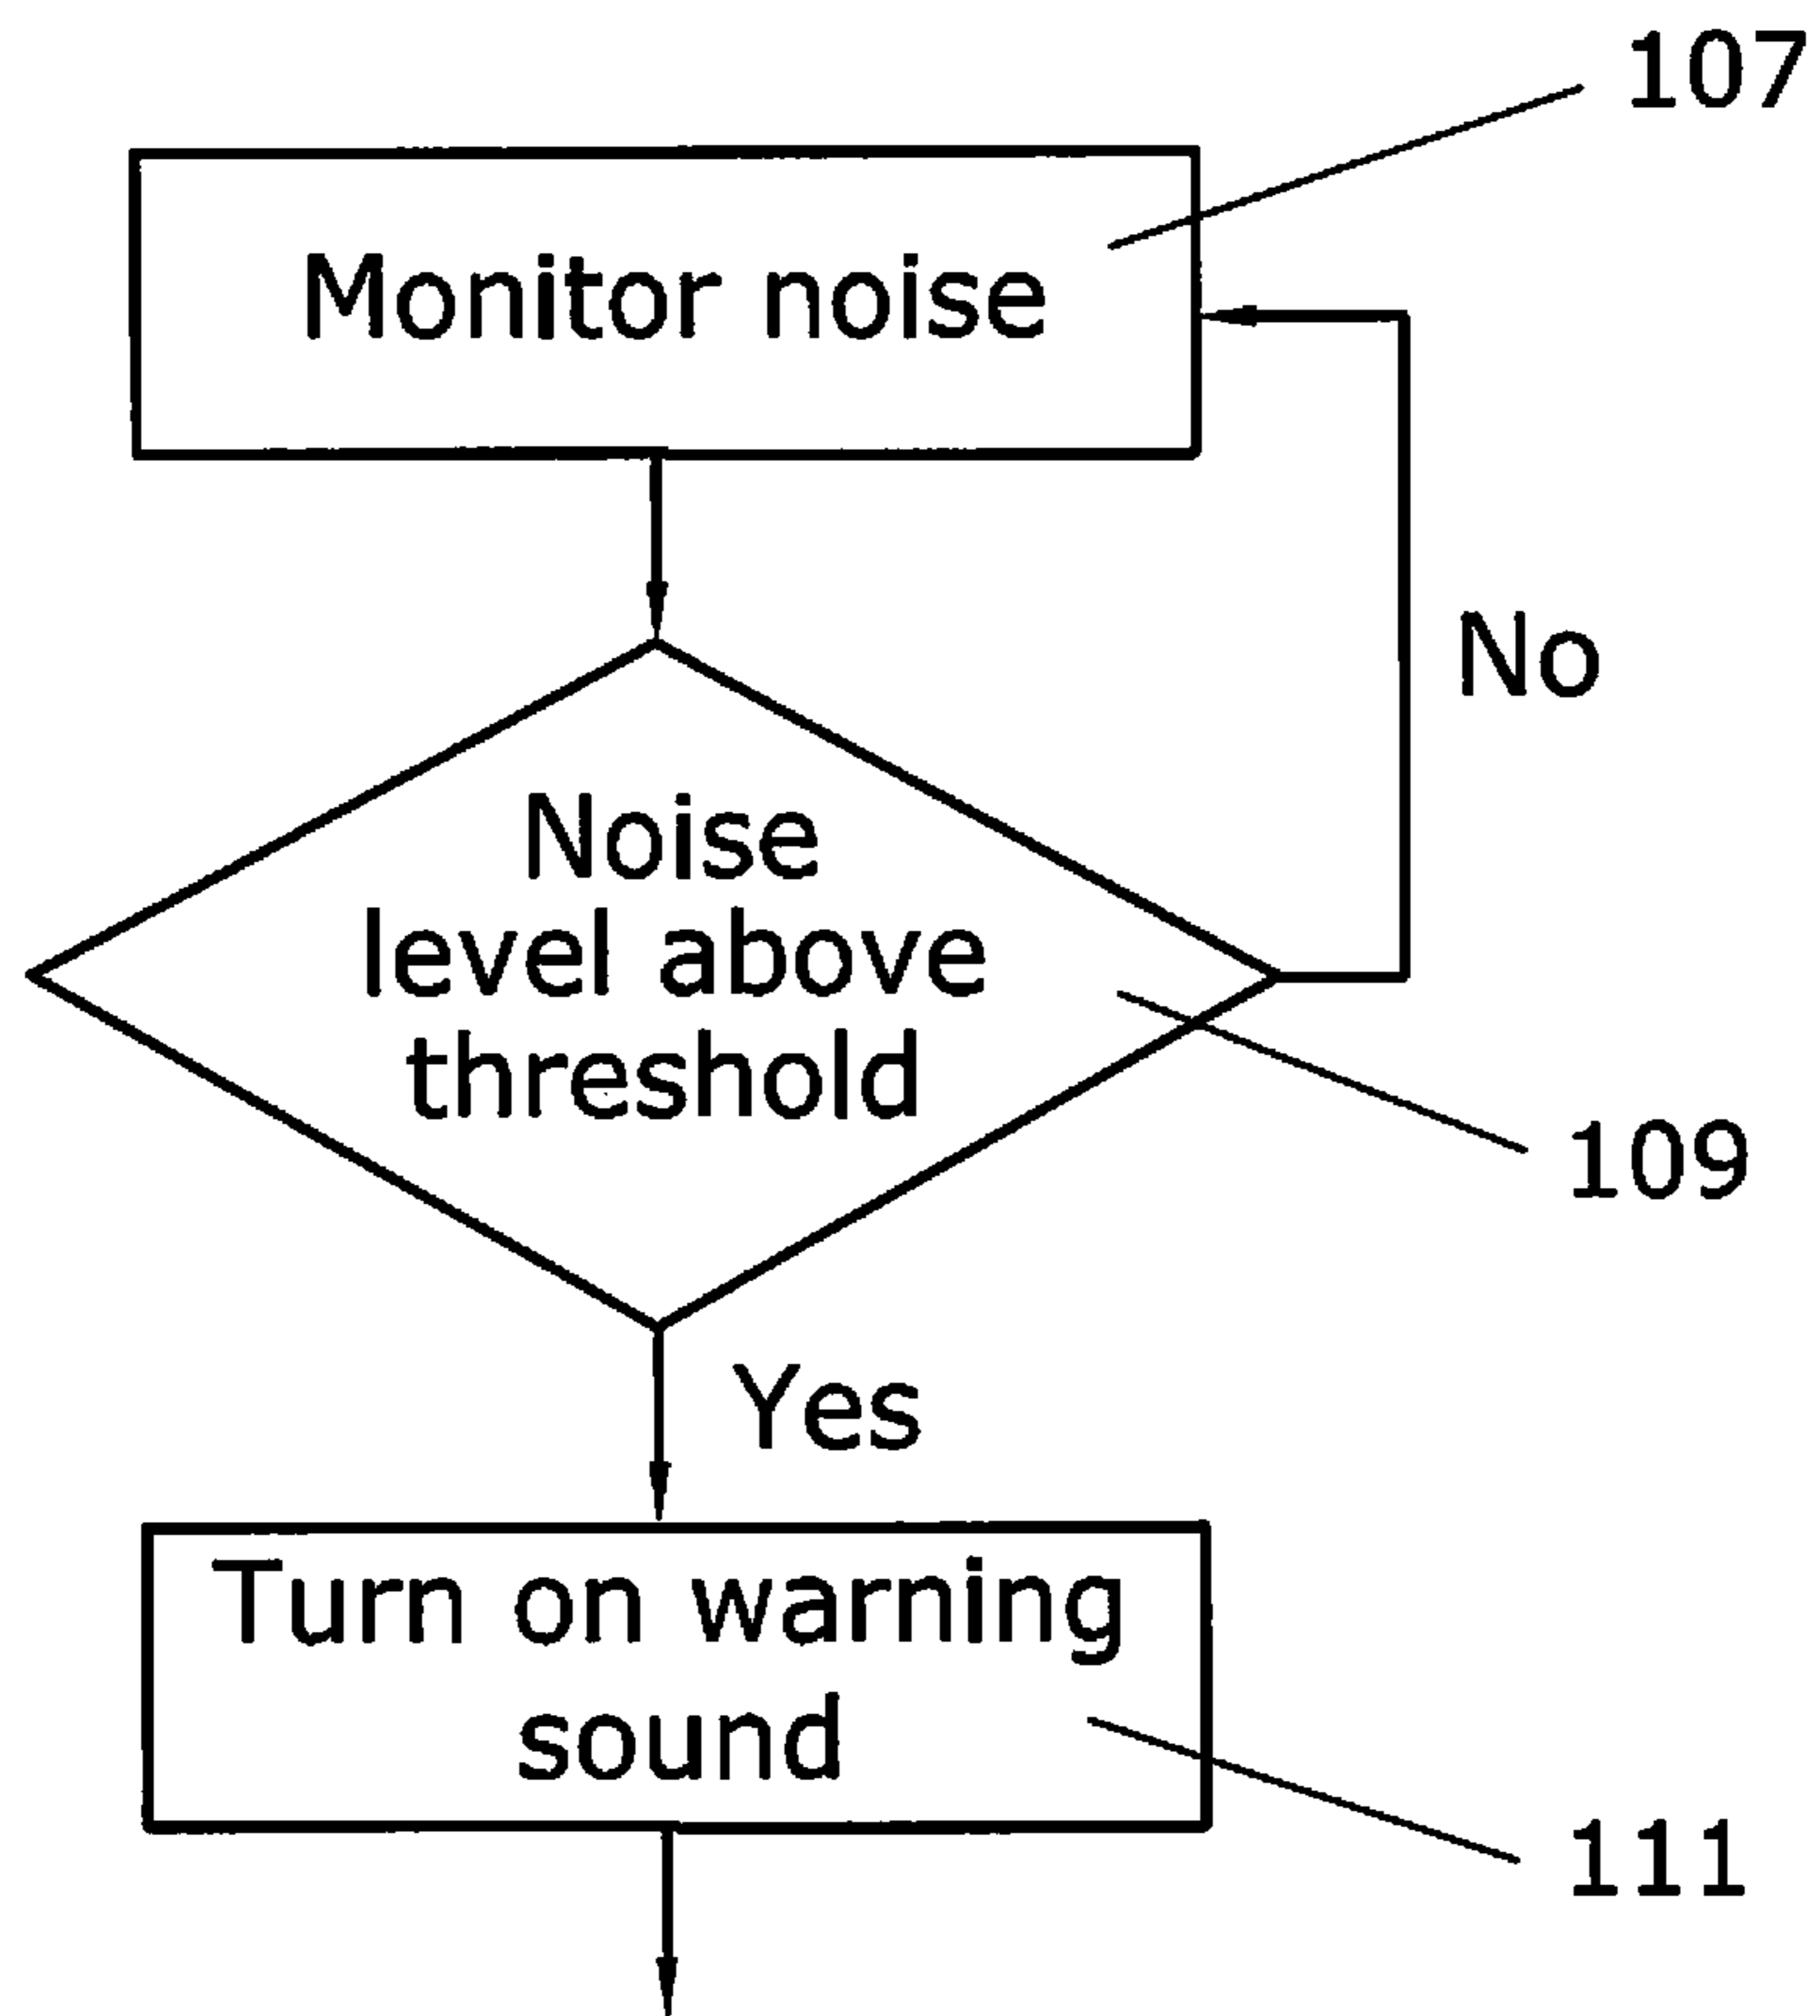 107
Monitor noise
No
Noise
level above
threshold
109
Yes
Turn on warning
sound
111